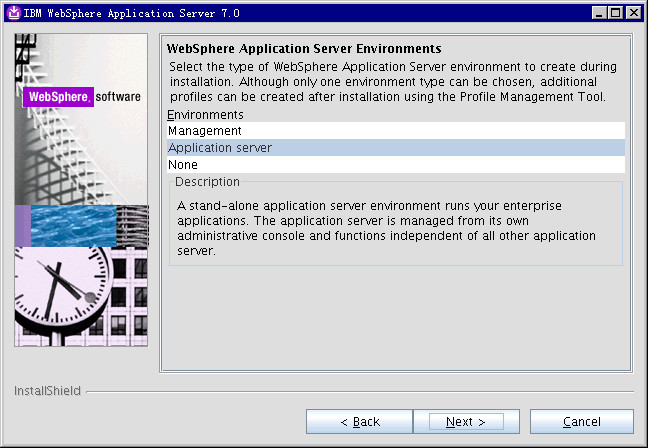 IBM WebSphere Application Server 7.0
WebSphere Application Server Environments
Select the type of WebSphere Application Server environment to create during
installation. Although only one environment type can be chosen, additional
profiles can be created after installation using the Profile Management Tool.
Environments
Management
Application server
None
Description
A stand-alone application server environment runs your enterprise
applications. The application server is managed from its own
administrative console and functions independent of all other application
server.
WebSphere. software
InstallShield
< Back
Next >
Cancel